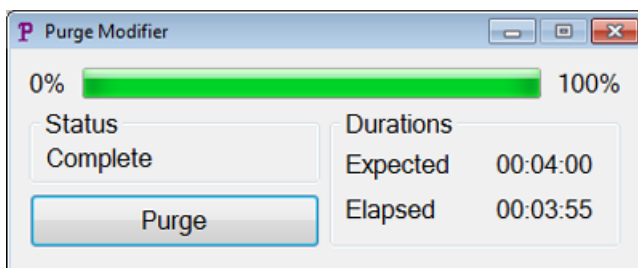 Purge Modifier
0% 100%
Status
Complete
Purge
Durations
Expected 00:04:00
Elapsed 00:03:55